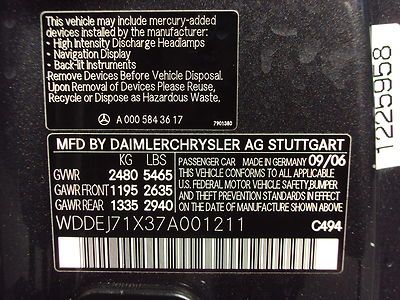 This vehicle may include mercury-added
devices installed by the manufacturer:
• High Intensity Discharge Headlamps
• Navigation Display
• Back-lit Instruments
Remove Devices Before Vehicle Disposal.
Upon Removal of Devices Please Reuse,
Recycle or Dispose as Hazardous Waste.
A 000 584 36 17
7901380
1225958
MFD BY DAIMLERCHRYSLER AG STUTTGART
KG LBS
PASSENGER CAR MADE IN GERMANY 09/06
GVWR 2480 5465
GAWR FRONT 1195 2635
GAWR REAR 1335 2940
THIS VEHICLE CONFORMS TO ALL APPLICABLE
U.S. FEDERAL MOTOR VEHICLE SAFETY, BUMPER,
AND THEFT PREVENTION STANDARDS IN EFFECT ON
THE DATE OF MANUFACTURE SHOWN ABOVE.
WDDEJ71X37A001211
C494